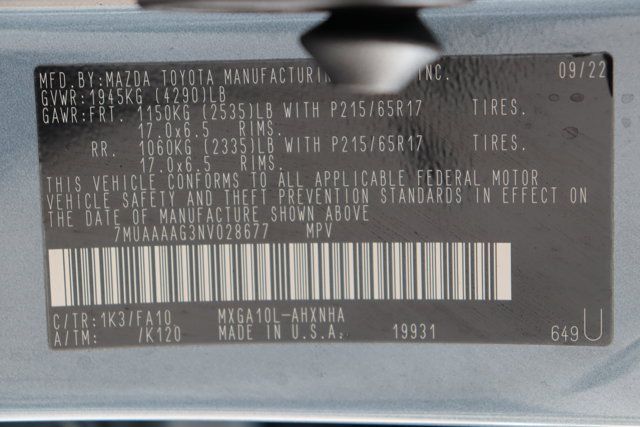 MFD.BY:MAZDA TOYOTA MANUFACTURIN INC. 09/22
GVWR:1945KG (4290)LB
GAWR:FRT. 1150KG (2535)LB WITH P215/65R17 TIRES.
17.0x6.5 RIMS.
RR. 1060KG (2335)LB WITH P215/65R17 TIRES.
17.0x6.5 RIMS.
THIS VEHICLE CONFORMS TO ALL APPLICABLE FEDERAL MOTOR
VEHICLE SAFETY AND THEFT PREVENTION STANDARDS IN EFFECT ON
THE DATE OF MANUFACTURE SHOWN ABOVE
7MUAAAAG3NV028677 MPV
C/TR:1K3/FA10 MXGA10L-AHXNHA
A/TM: /K120 MADE IN U.S.A. 19931 649U